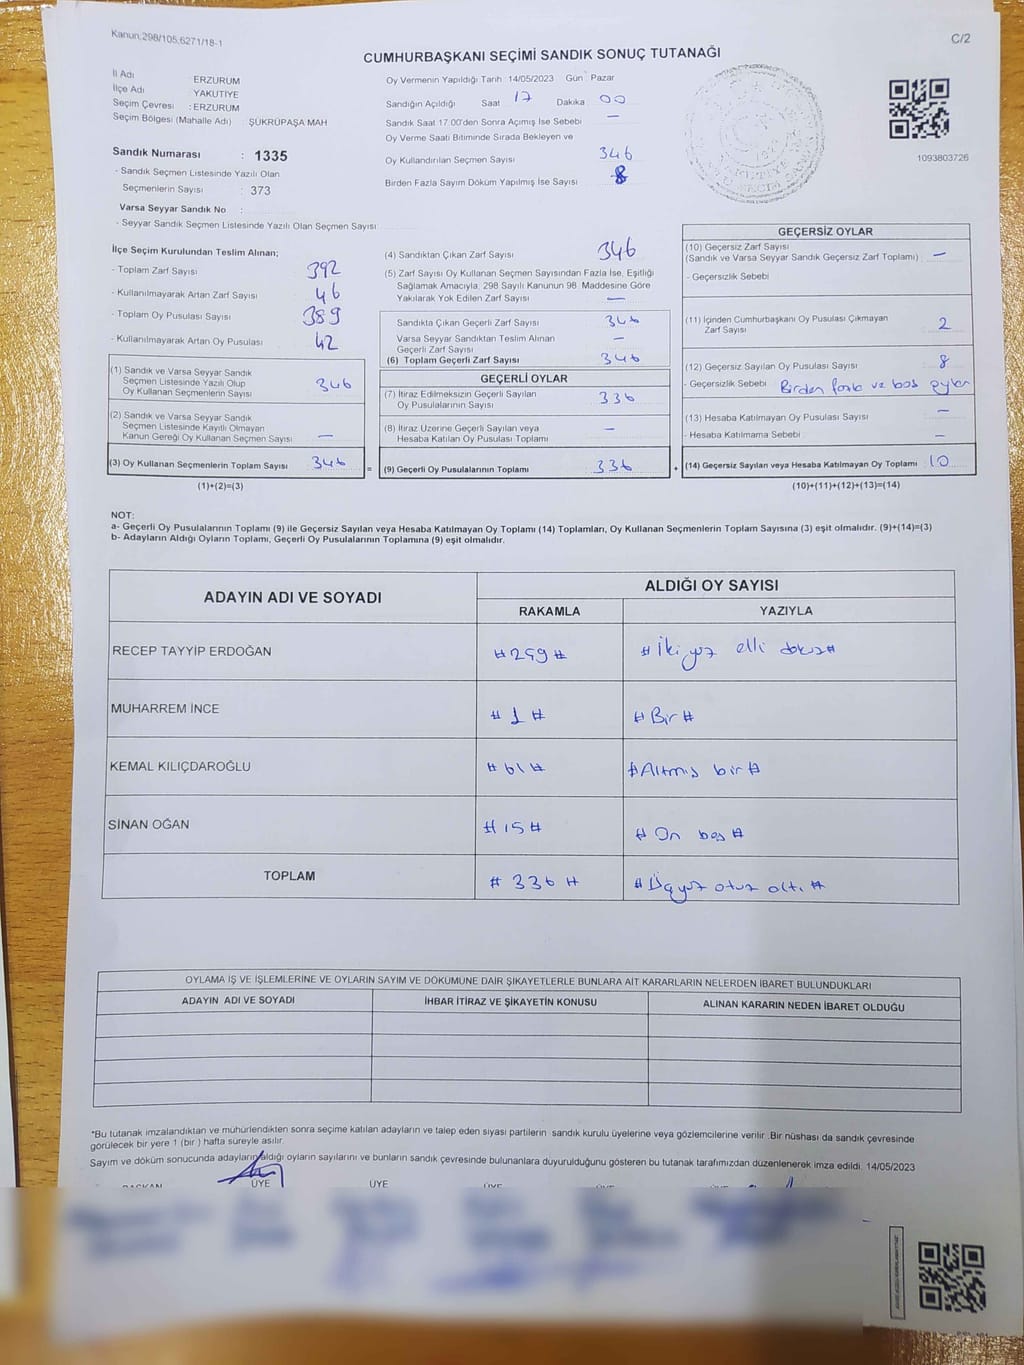 Kanun,298/105,6271/18-1
C/2
CUMHURBAŞKANI SEÇİMİ SANDIK SONUÇ TUTANAĞI
İl Adı : ERZURUM
İlçe Adı : YAKUTİYE
Seçim Çevresi : ERZURUM
Seçim Bölgesi (Mahalle Adı) : ŞÜKRÜPAŞA MAH
Sandık Numarası : 1335
- Sandık Seçmen Listesinde Yazılı Olan
Seçmenlerin Sayısı : 373
Varsa Seyyar Sandık No :
- Seyyar Sandık Seçmen Listesinde Yazılı Olan Seçmen Sayısı:
Oy Vermenin Yapıldığı Tarih : 14/05/2023 Gün : Pazar
Sandığın Açıldığı Saat 17 Dakika 00
Sandık Saat 17.00'den Sonra Açımış İse Sebebi —
Oy Verme Saati Bitiminde Sırada Bekleyen ve
Oy Kullandırılan Seçmen Sayısı 346
Birden Fazla Sayım Döküm Yapılmış İse Sayısı 8
1093803726
İlçe Seçim Kurulundan Teslim Alınan;
- Toplam Zarf Sayısı 392
- Kullanılmayarak Artan Zarf Sayısı 46
- Toplam Oy Pusulası Sayısı 389
- Kullanılmayarak Artan Oy Pusulası 42
(1) Sandık ve Varsa Seyyar Sandık
Seçmen Listesinde Yazılı Olup
Oy Kullanan Seçmenlerin Sayısı 346
(2) Sandık ve Varsa Seyyar Sandık
Seçmen Listesinde Kayıtlı Olmayan
Kanun Gereği Oy Kullanan Seçmen Sayısı —
(3) Oy Kullanan Seçmenlerin Toplam Sayısı 346 =
(1)+(2)=(3)
(4) Sandıktan Çıkan Zarf Sayısı 346
(5) Zarf Sayısı Oy Kullanan Seçmen Sayısından Fazla İse, Eşitliği
Sağlamak Amacıyla, 298 Sayılı Kanunun 98. Maddesine Göre
Yakılarak Yok Edilen Zarf Sayısı —
Sandıkta Çıkan Geçerli Zarf Sayısı 346
Varsa Seyyar Sandıktan Teslim Alınan
Geçerli Zarf Sayısı —
(6) Toplam Geçerli Zarf Sayısı 346
GEÇERLİ OYLAR
(7) İtiraz Edilmeksizin Geçerli Sayılan
Oy Pusulalarının Sayısı 336
(8) İtiraz Üzerine Geçerli Sayılan veya
Hesaba Katılan Oy Pusulası Toplamı —
(9) Geçerli Oy Pusulalarının Toplamı 336 +
GEÇERSİZ OYLAR
(10) Geçersiz Zarf Sayısı
(Sandık ve Varsa Seyyar Sandık Geçersiz Zarf Toplamı) : —
- Geçersizlik Sebebi :
(11) İçinden Cumhurbaşkanı Oy Pusulası Çıkmayan
Zarf Sayısı 2
(12) Geçersiz Sayılan Oy Pusulası Sayısı 8
- Geçersizlik Sebebi : Birden fazla ve boş oylar
(13) Hesaba Katılmayan Oy Pusulası Sayısı —
- Hesaba Katılmama Sebebi : —
(14) Geçersiz Sayılan veya Hesaba Katılmayan Oy Toplamı 10
(10)+(11)+(12)+(13)=(14)
NOT:
a- Geçerli Oy Pusulalarının Toplamı (9) ile Geçersiz Sayılan veya Hesaba Katılmayan Oy Toplamı (14) Toplamları, Oy Kullanan Seçmenlerin Toplam Sayısına (3) eşit olmalıdır. (9)+(14)=(3)
b- Adayların Aldığı Oyların Toplamı, Geçerli Oy Pusulalarının Toplamına (9) eşit olmalıdır.
ADAYIN ADI VE SOYADI
ALDIĞI OY SAYISI
RAKAMLA YAZIYLA
RECEP TAYYİP ERDOĞAN #259# #İki yüz elli dokuz#
MUHARREM İNCE #1# #Bir#
KEMAL KILIÇDAROĞLU #61# #Altmış bir#
SİNAN OĞAN #15# #On beş#
TOPLAM #336# #Üçyüz otuz altı#
OYLAMA İŞ VE İŞLEMLERİNE VE OYLARIN SAYIM VE DÖKÜMÜNE DAİR ŞİKAYETLERLE BUNLARA AİT KARARLARIN NELERDEN İBARET BULUNDUKLARI
ADAYIN ADI VE SOYADI İHBAR İTİRAZ VE ŞİKAYETİN KONUSU ALINAN KARARIN NEDEN İBARET OLDUĞU
*Bu tutanak imzalandıktan ve mühürlendikten sonra seçime katılan adayların ve talep eden siyasi partilerin sandık kurulu üyelerine veya gözlemcilerine verilir. Bir nüshası da sandık çevresinde
görülecek bir yere 1 (bir ) hafta süreyle asılır.
Sayım ve döküm sonucunda adayların aldığı oyların sayılarını ve bunların sandık çevresinde bulunanlara duyurulduğunu gösteren bu tutanak tarafımızdan düzenlenerek imza edildi. 14/05/2023
BAŞKAN ÜYE ÜYE ÜYE ÜYE ÜYE